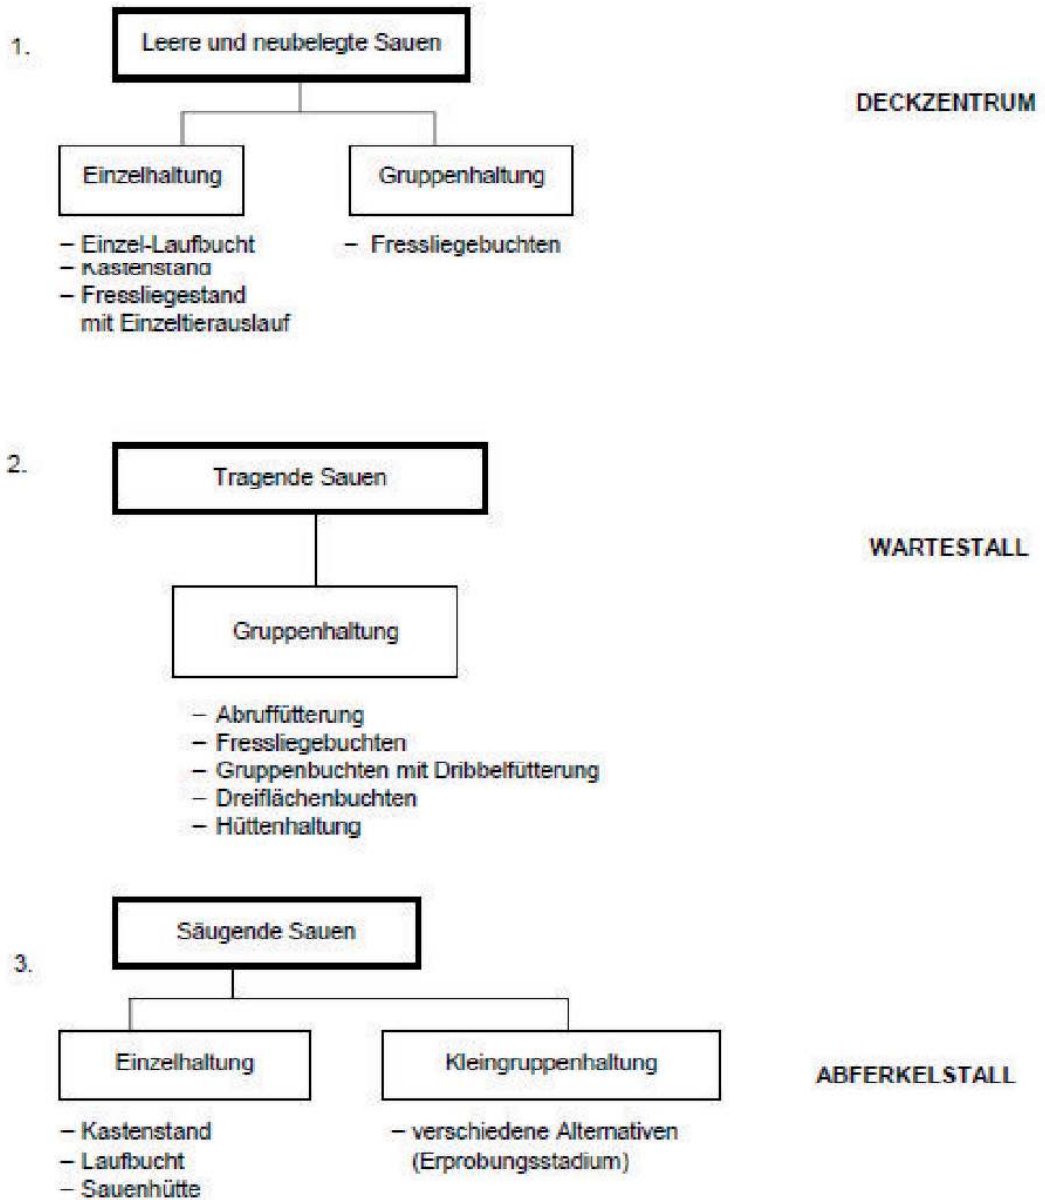 1.
Leere und neubelegte Sauen
DECKZENTRUM
Einzelhaltung
Gruppenhaltung
– Einzel-Laufbucht
– Kastenstand
– Fressliegestand
mit Einzeltierauslauf
– Fressliegebuchten
2.
Tragende Sauen
WARTESTALL
Gruppenhaltung
– Abruffütterung
– Fressliegebuchten
– Gruppenbuchten mit Dribbelfütterung
– Dreiflächenbuchten
– Hüttenhaltung
3.
Säugende Sauen
ABFERKELSTALL
Einzelhaltung
Kleingruppenhaltung
– Kastenstand
– Laufbucht
– Sauenhütte
– verschiedene Alternativen
(Erprobungsstadium)